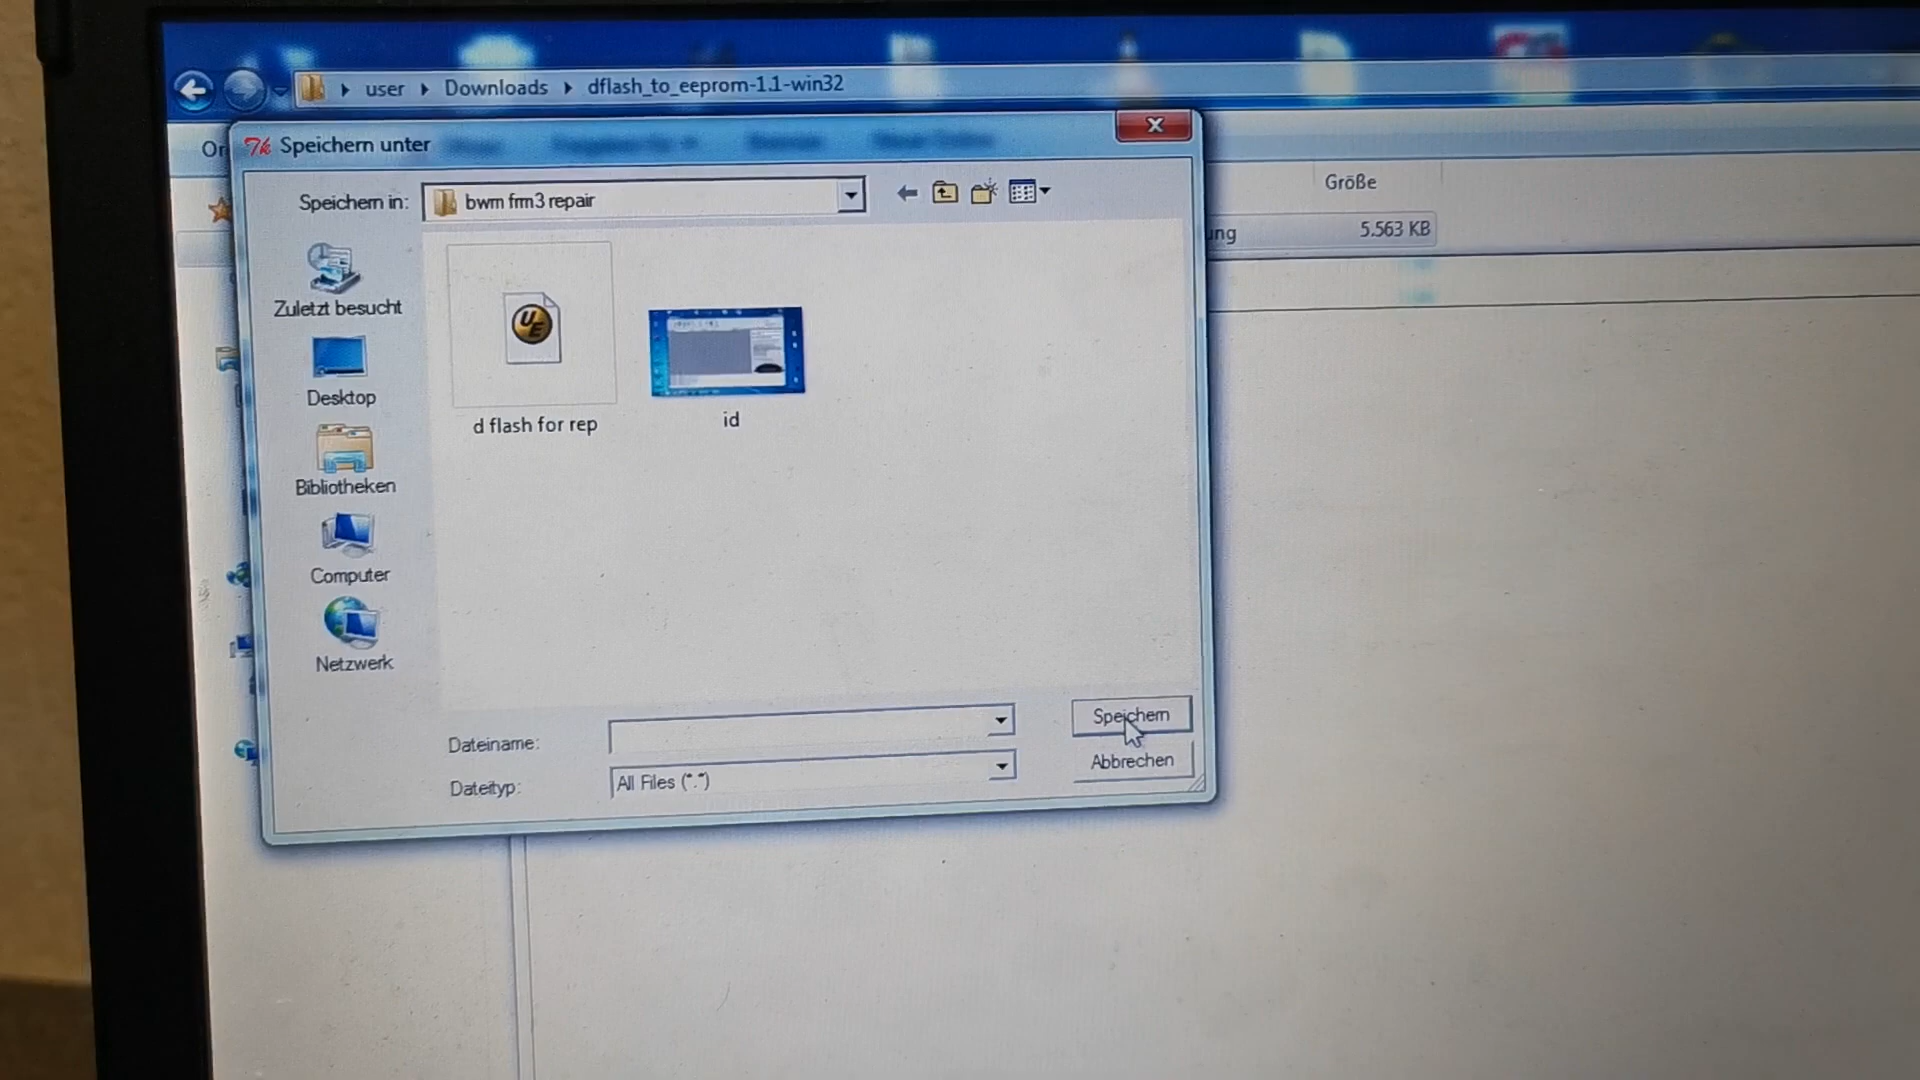 user Downloads dflash_to_eeprom-1.1-win32
Or
Speichern unter
Größe
Speichern in: bwm frm3 repair
ung 5.563 KB
Zuletzt besucht
Desktop
d flash for rep
id
Bibliotheken
Computer
Netzwerk
Dateiname:
Speichern
Dateityp: All Files (*.*)
Abbrechen